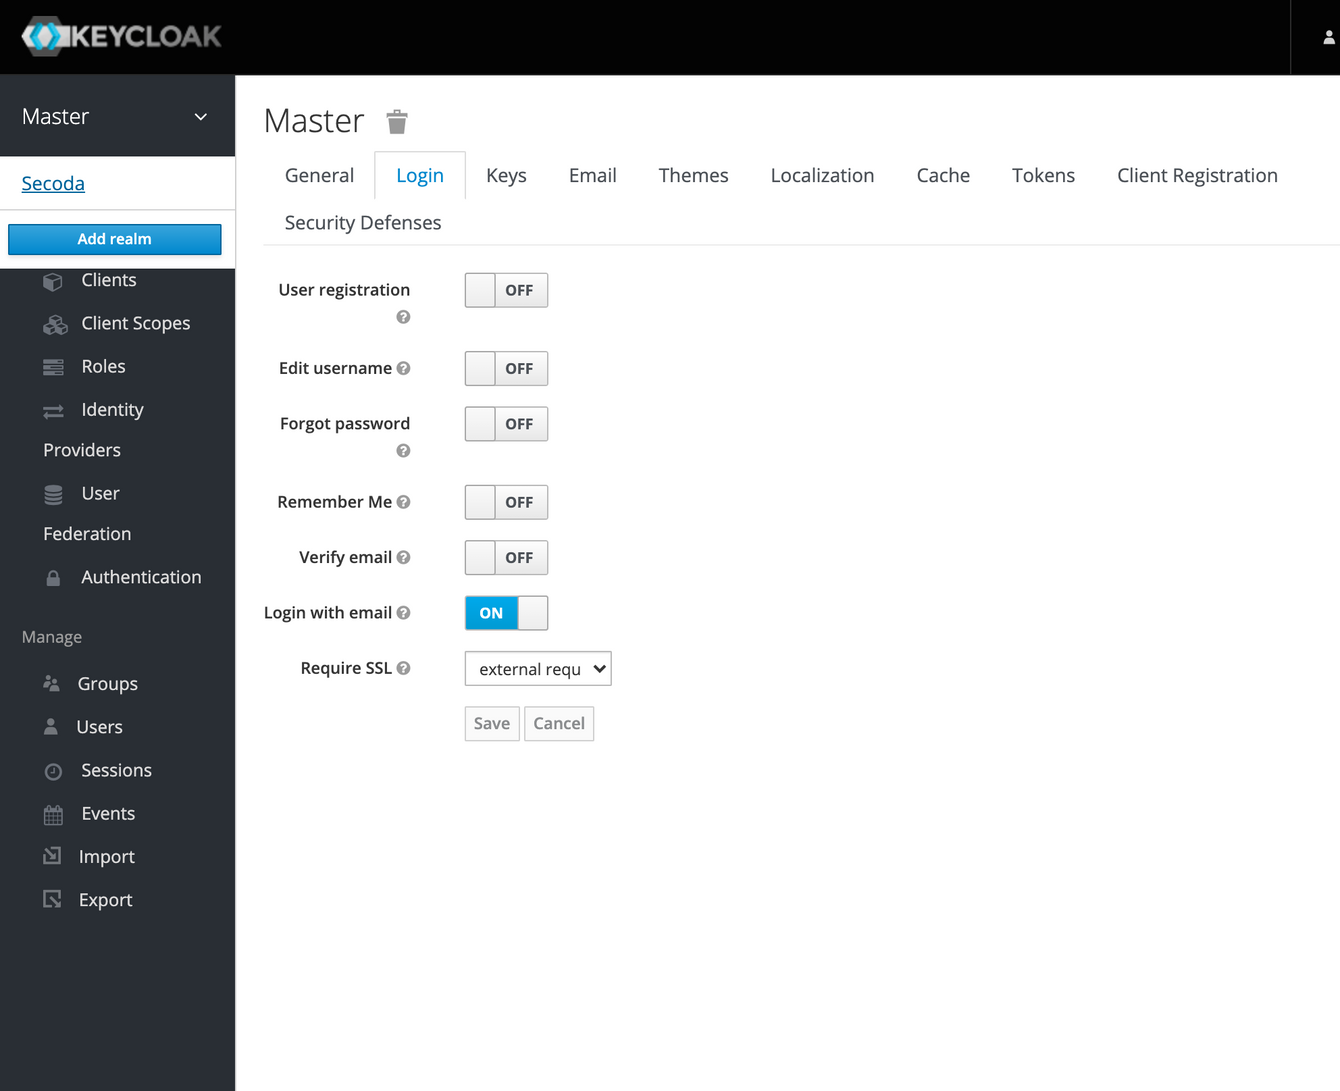 KEYCLOAK
Master
Secoda
Add realm
Clients
Client Scopes
Roles
Identity
Providers
User
Federation
Authentication
Manage
Groups
Users
Sessions
Events
Import
Export
Master
General Login Keys Email Themes Localization Cache Tokens Client Registration
Security Defenses
User registration OFF
Edit username OFF
Forgot password OFF
Remember Me OFF
Verify email OFF
Login with email ON
Require SSL external requ
Save Cancel